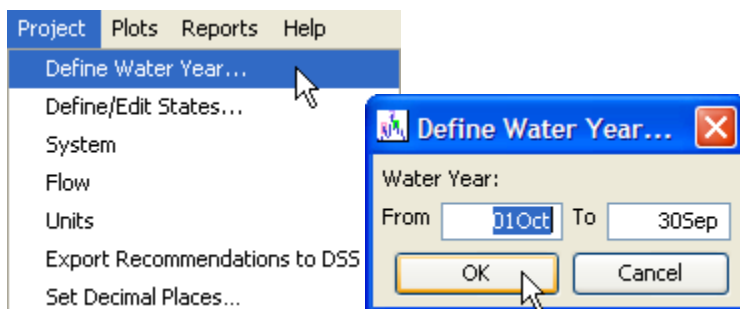 Project Plots Reports Help
Define Water Year...
Define/Edit States...
System
Flow
Units
Export Recommendations to DSS
Set Decimal Places...
Define Water Year...
Water Year:
From 01Oct To 30Sep
OK Cancel